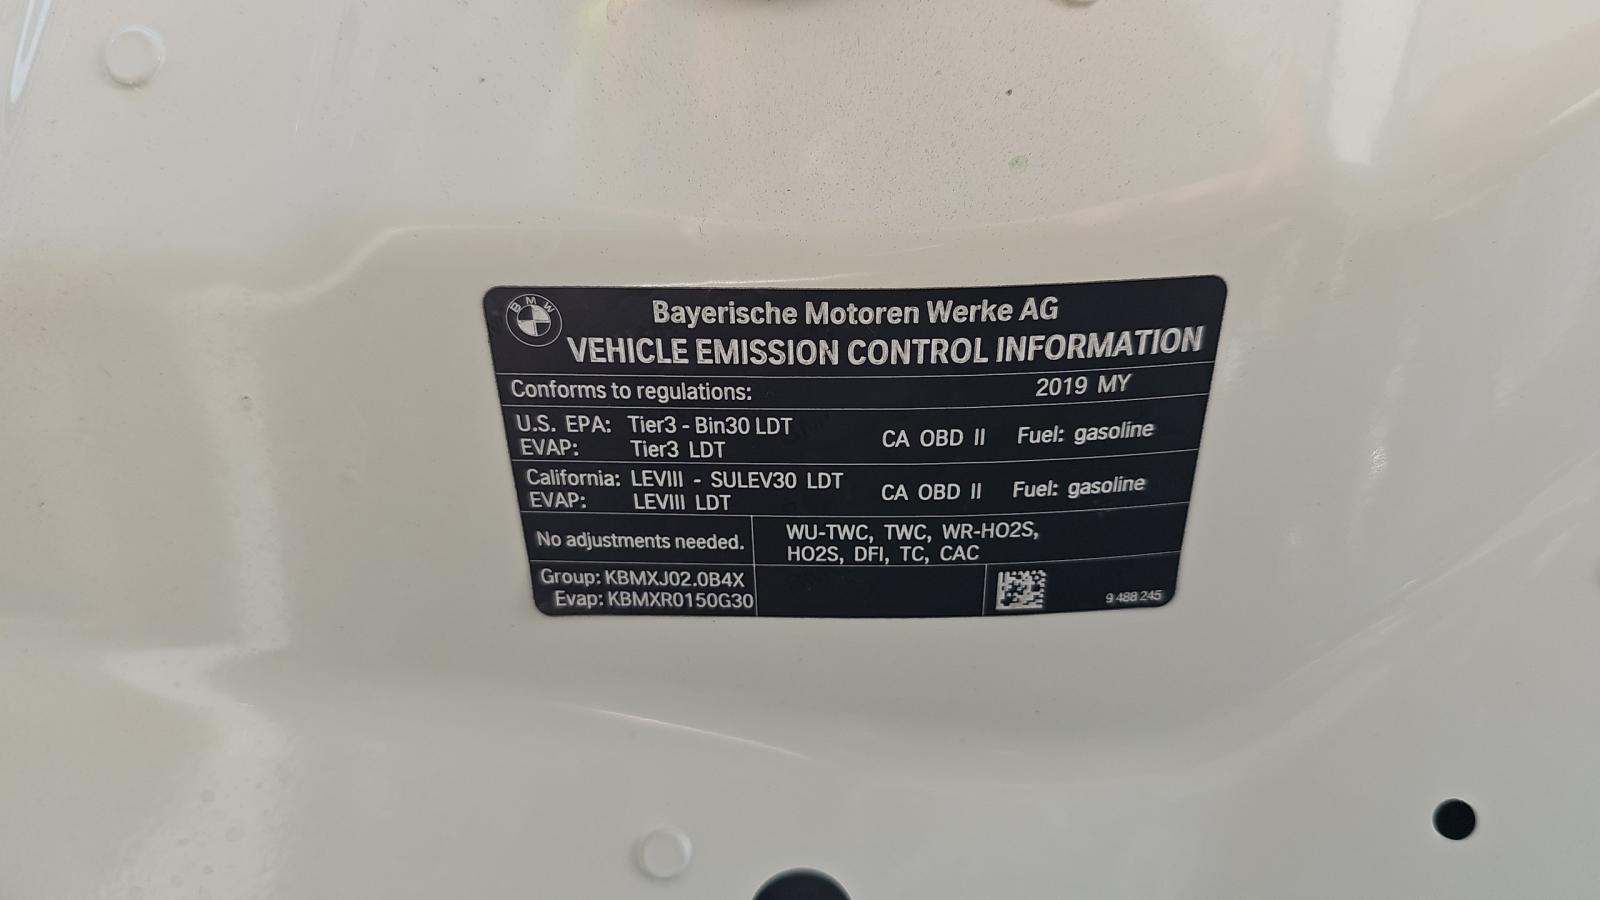 BMW
Bayerische Motoren Werke AG
VEHICLE EMISSION CONTROL INFORMATION
Conforms to regulations: 2019 MY
U.S. EPA: Tier3 - Bin30 LDT
EVAP: Tier3 LDT
CA OBD II Fuel: gasoline
California: LEVIII - SULEV30 LDT
EVAP: LEVIII LDT
CA OBD II Fuel: gasoline
No adjustments needed.
WU-TWC, TWC, WR-HO2S,
HO2S, DFI, TC, CAC
Group: KBMXJ02.0B4X
Evap: KBMXR0150G30
9 488 245